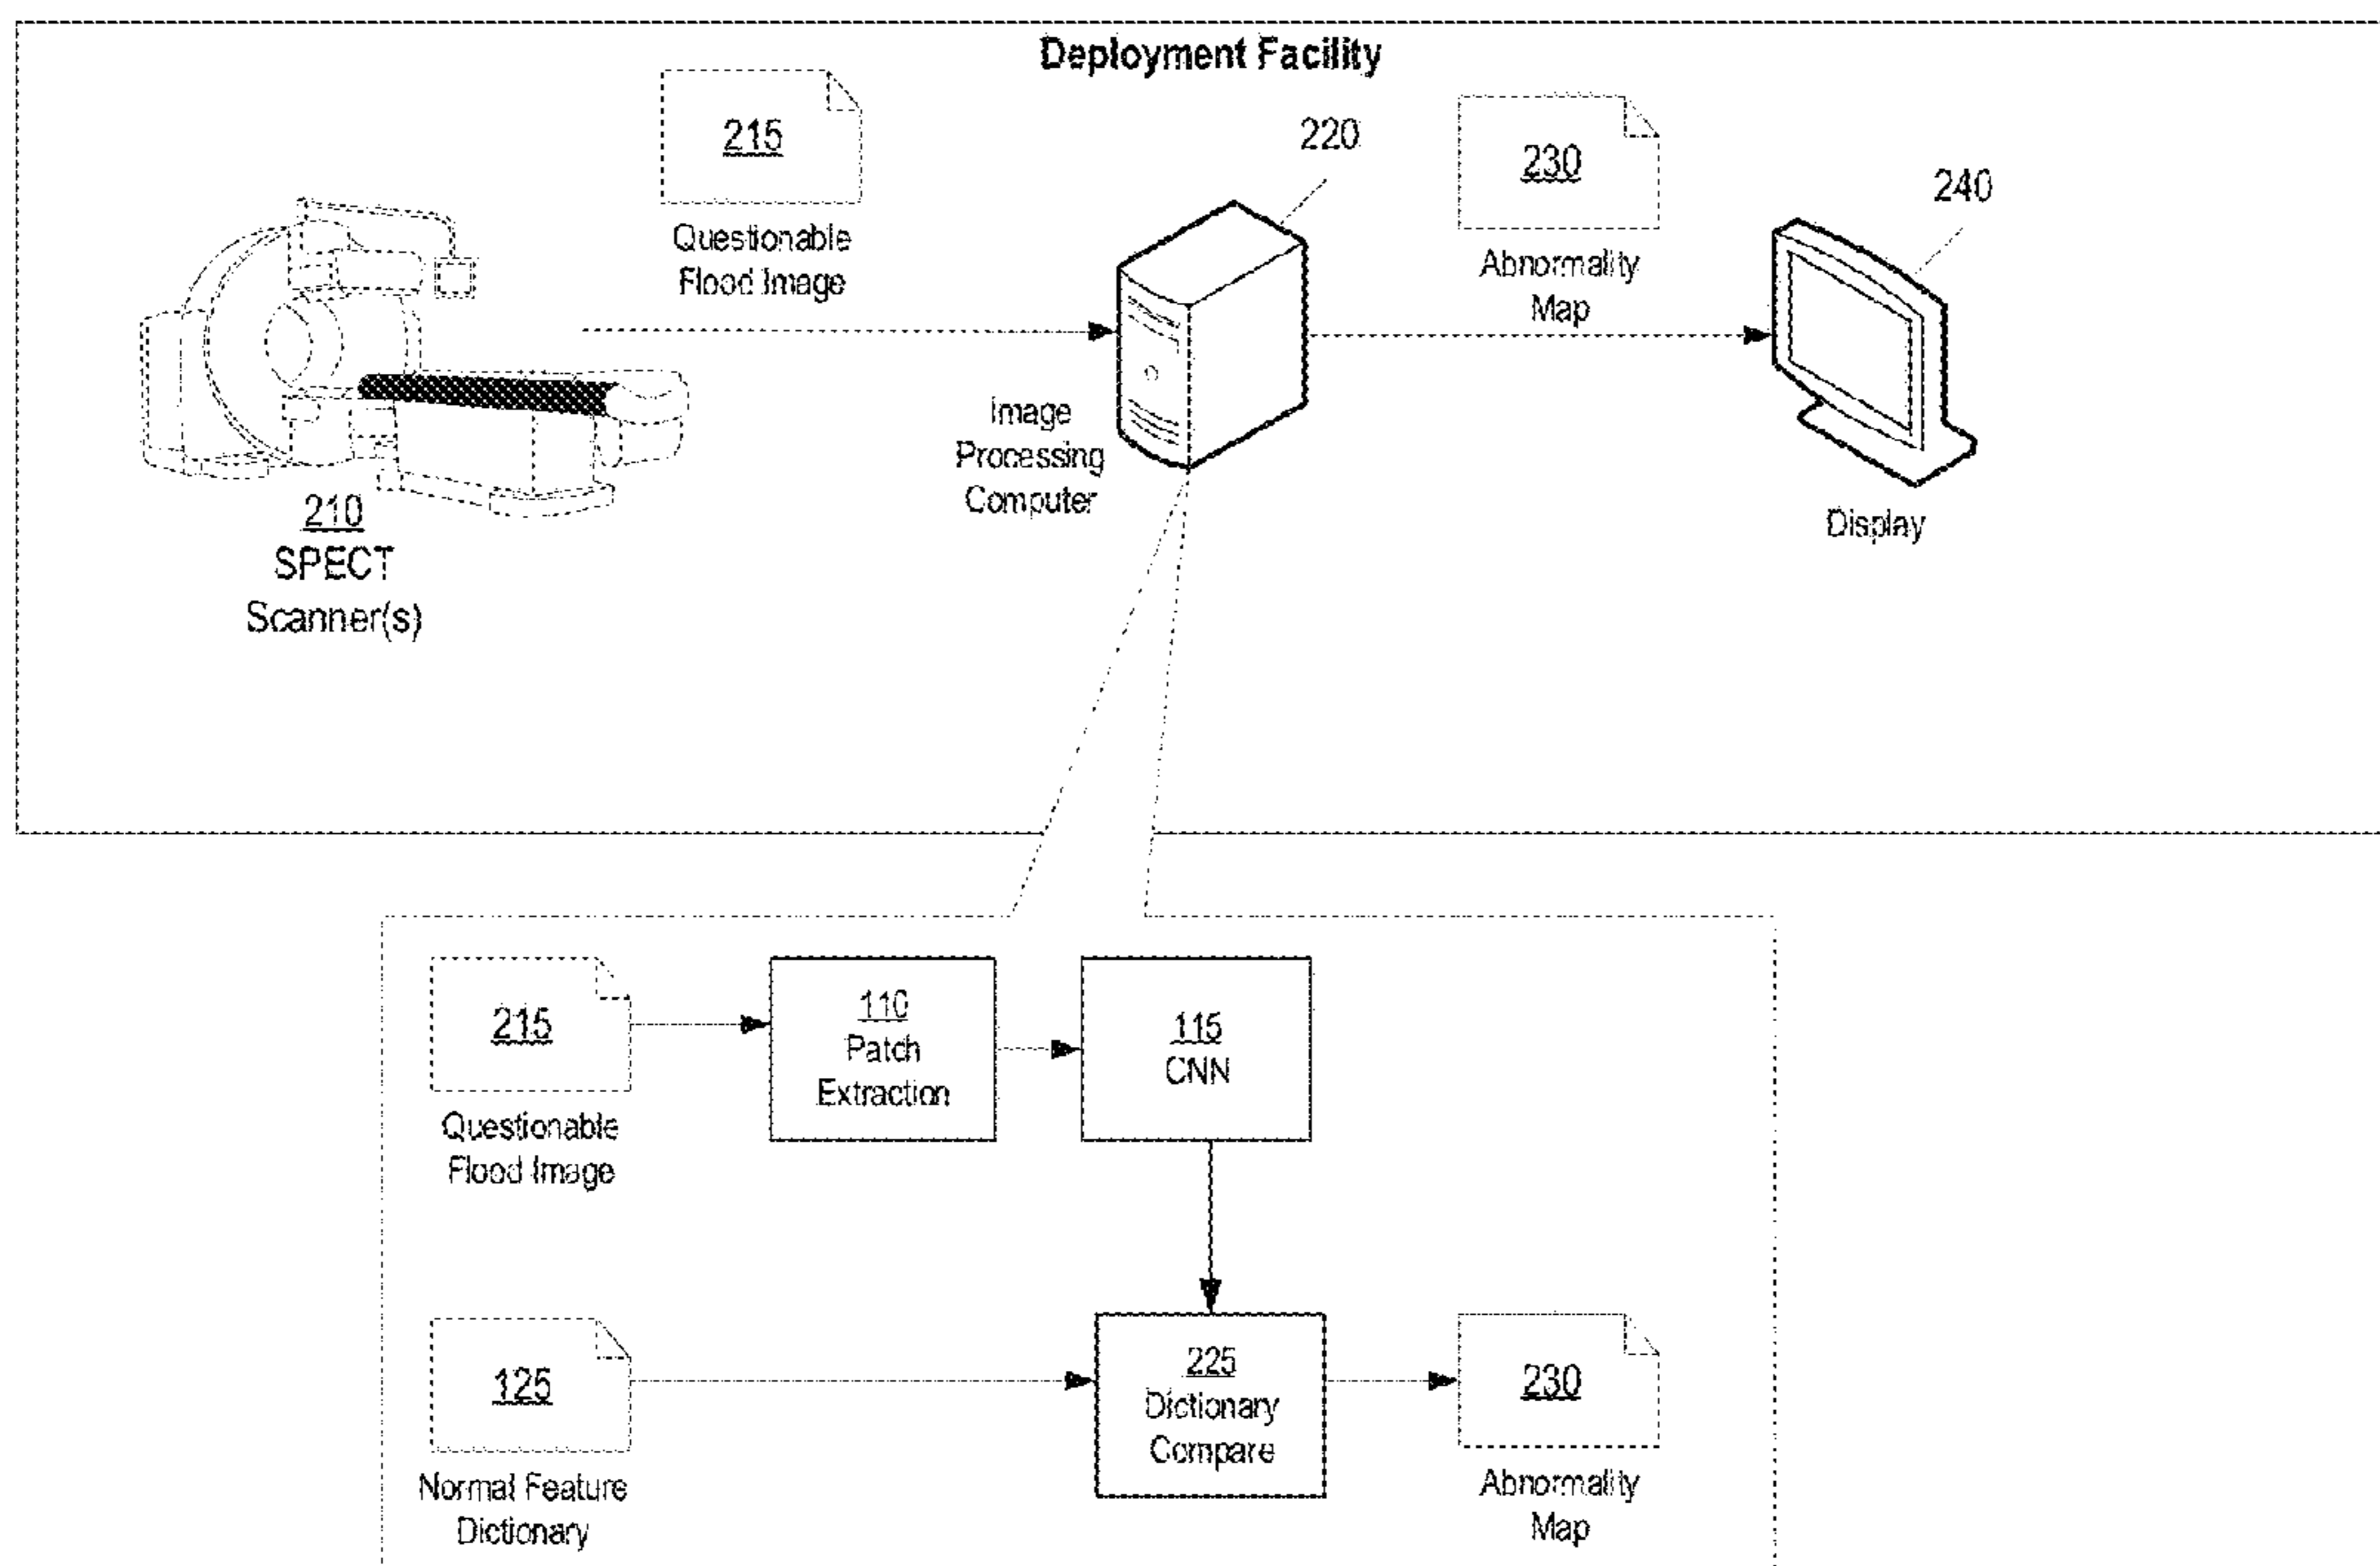 Deployment Facility
215
Questionable
Flood Image
220
230
Abnormality
Map
240
Image
Processing
Computer
Display
210
SPECT
Scanner(s)
215
Questionable
Flood Image
110
Patch
Extraction
115
CNN
125
Normal Feature
Dictionary
225
Dictionary
Compare
230
Abnormality
Map